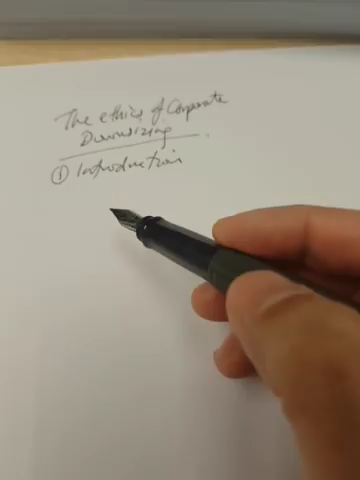 The ethics of Corporate
Downsizing
① Introduction